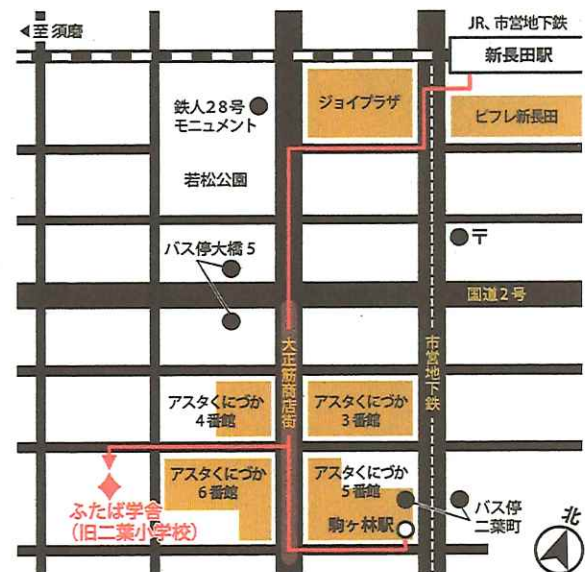 ◀至 須磨
JR、市営地下鉄
新長田駅
鉄人28号
モニュメント
ジョイプラザ
ピフレ新長田
若松公園
バス停大橋5
〒
国道2号
大正筋商店街
市営地下鉄
アスタくにづか
4番館
アスタくにづか
3番館
アスタくにづか
6番館
アスタくにづか
5番館
駒ヶ林駅
バス停
二葉町
ふたば学舎
(旧二葉小学校)
北